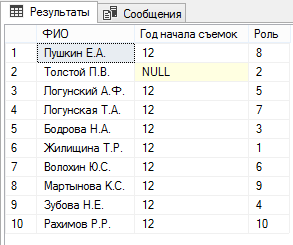 Результаты Сообщения
ФИО Год начала съемок Роль
1 Пушкин Е.А. 12 8
2 Толстой П.В. NULL 2
3 Логунский А.Ф. 12 5
4 Логунская Т.А. 12 7
5 Бодрова Н.А. 12 3
6 Жилищина Т.Р. 12 1
7 Волохин Ю.С. 12 6
8 Мартынова К.С. 12 9
9 Зубова Н.Е. 12 4
10 Рахимов Р.Р. 12 10